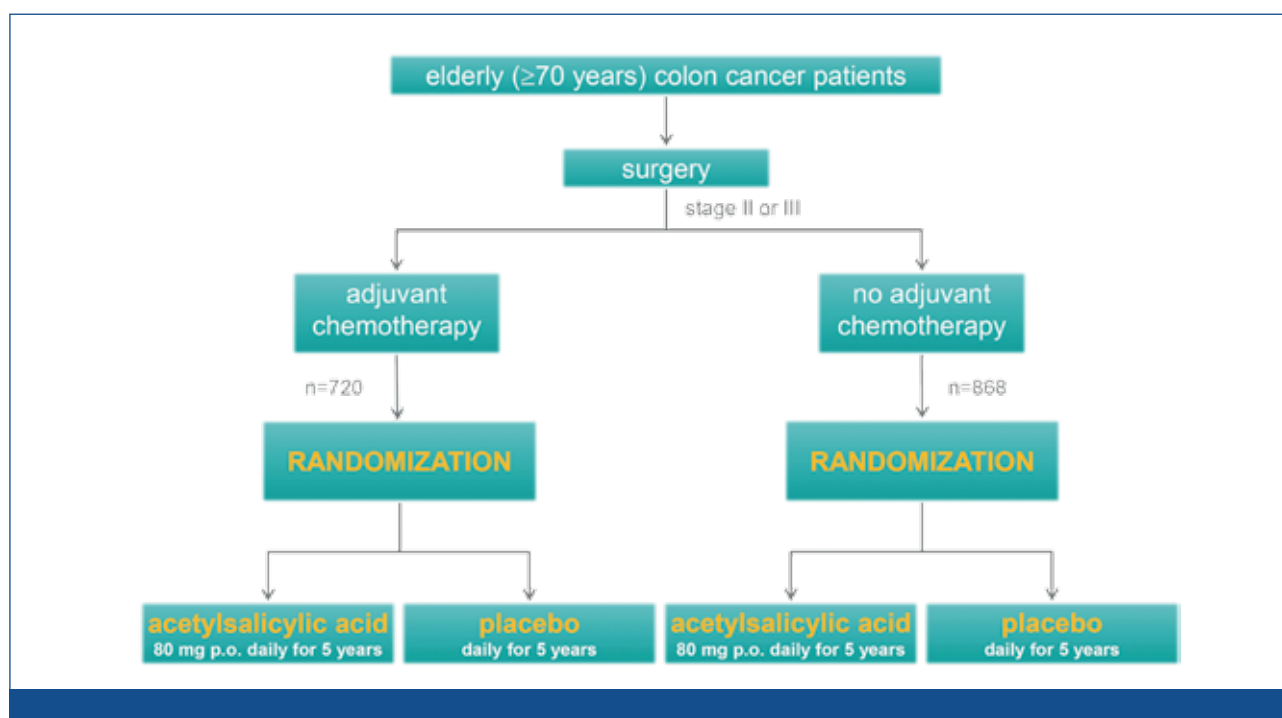 elderly (≥70 years) colon cancer patients
surgery
stage II or III
adjuvant
chemotherapy
no adjuvant
chemotherapy
n=720
n=868
RANDOMIZATION
RANDOMIZATION
acetylsalicylic acid
80 mg p.o. daily for 5 years
placebo
daily for 5 years
acetylsalicylic acid
80 mg p.o. daily for 5 years
placebo
daily for 5 years